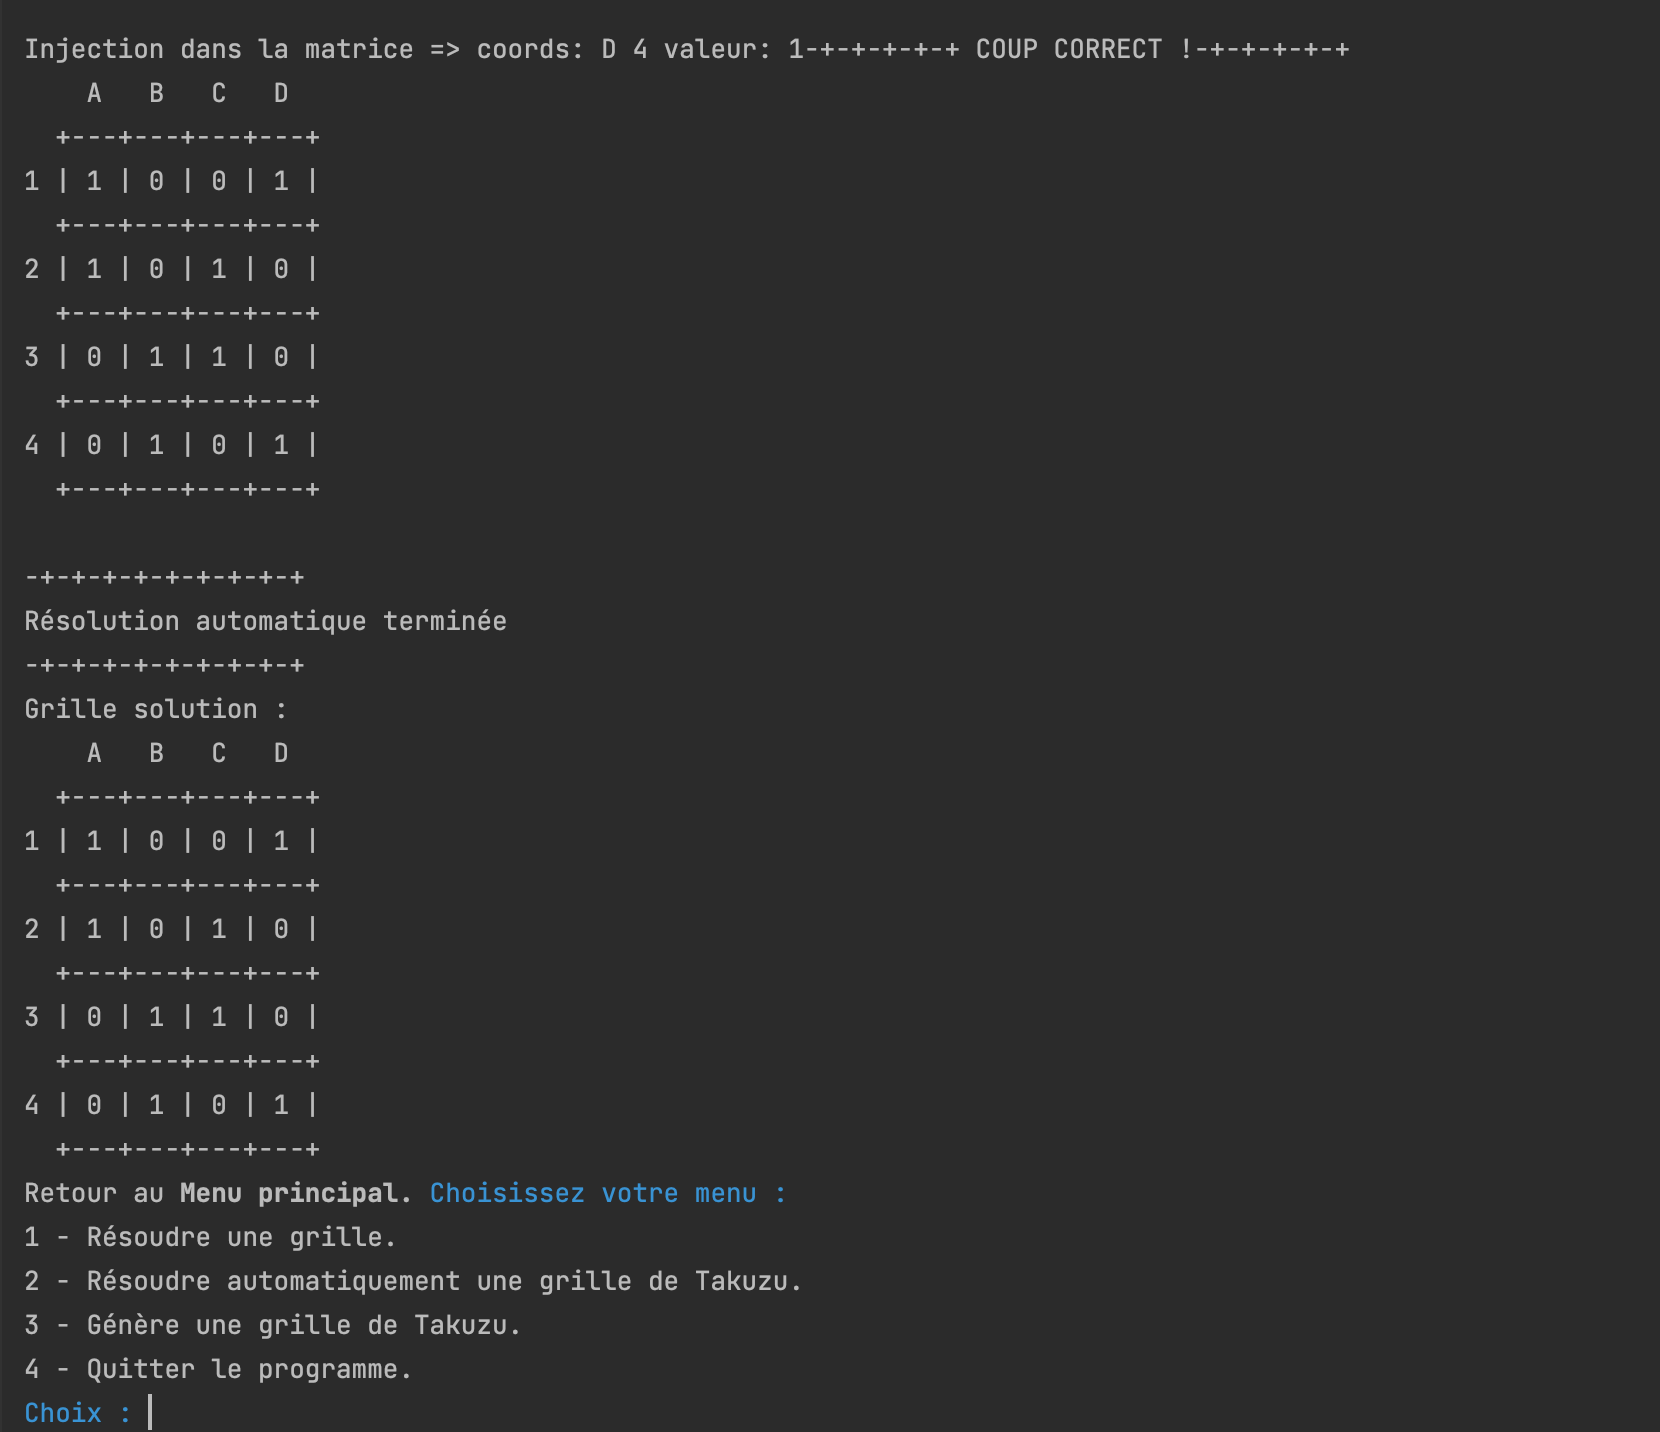 Injection dans la matrice => coords: D 4 valeur: 1-+-+-+-+-+ COUP CORRECT !-+-+-+-+-+
    A   B   C   D
  +---+---+---+---+
1 | 1 | 0 | 0 | 1 |
  +---+---+---+---+
2 | 1 | 0 | 1 | 0 |
  +---+---+---+---+
3 | 0 | 1 | 1 | 0 |
  +---+---+---+---+
4 | 0 | 1 | 0 | 1 |
  +---+---+---+---+
-+-+-+-+-+-+-+-+-+
Résolution automatique terminée
-+-+-+-+-+-+-+-+-+
Grille solution :
    A   B   C   D
  +---+---+---+---+
1 | 1 | 0 | 0 | 1 |
  +---+---+---+---+
2 | 1 | 0 | 1 | 0 |
  +---+---+---+---+
3 | 0 | 1 | 1 | 0 |
  +---+---+---+---+
4 | 0 | 1 | 0 | 1 |
  +---+---+---+---+
Retour au Menu principal. Choisissez votre menu :
1 - Résoudre une grille.
2 - Résoudre automatiquement une grille de Takuzu.
3 - Génère une grille de Takuzu.
4 - Quitter le programme.
Choix :